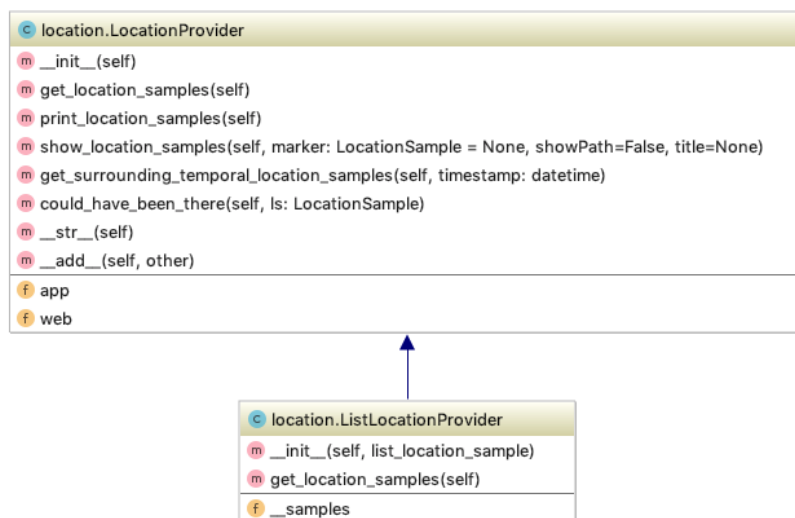 C location.LocationProvider
m __init__(self)
m get_location_samples(self)
m print_location_samples(self)
m show_location_samples(self, marker: LocationSample = None, showPath=False, title=None)
m get_surrounding_temporal_location_samples(self, timestamp: datetime)
m could_have_been_there(self, ls: LocationSample)
m __str__(self)
m __add__(self, other)
f app
f web
C location.ListLocationProvider
m __init__(self, list_location_sample)
m get_location_samples(self)
f __samples